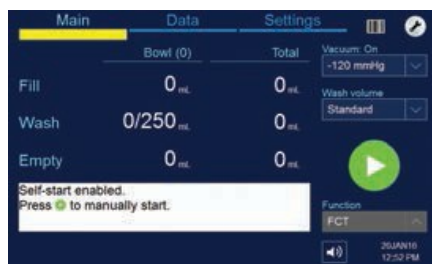 Main Data Settings
Bowl (0) Total Vacuum: On
-120 mmHg
Fill 0 mL 0 mL
Wash volume
Standard
Wash 0/250 mL 0 mL
Empty 0 mL 0 mL
Self-start enabled.
Press to manually start.
Function
FCT
20JAN16
12:52 PM